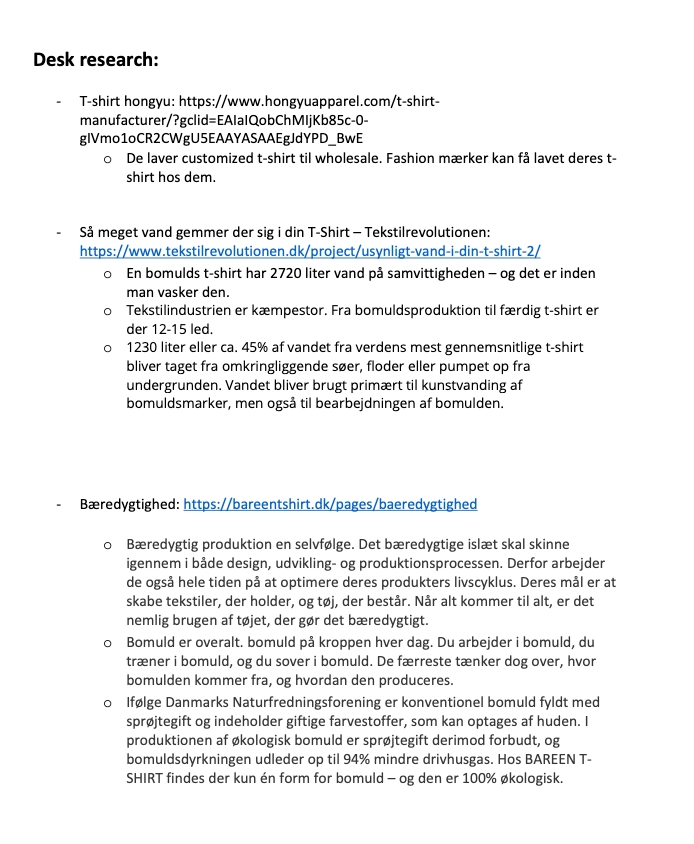 Desk research:
- T-shirt hongyu: https://www.hongyuapparel.com/t-shirt-
manufacturer/?gclid=EAIaIQobChMIjKb85c-0-
gIVmo1oCR2CWgU5EAAYASAAEgJdYPD_BwE
o De laver customized t-shirt til wholesale. Fashion mærker kan få lavet deres t-
shirt hos dem.
- Så meget vand gemmer der sig i din T-Shirt – Tekstilrevolutionen:
https://www.tekstilrevolutionen.dk/project/usynligt-vand-i-din-t-shirt-2/
o En bomulds t-shirt har 2720 liter vand på samvittigheden – og det er inden
man vasker den.
o Tekstilindustrien er kæmpestor. Fra bomuldsproduktion til færdig t-shirt er
der 12-15 led.
o 1230 liter eller ca. 45% af vandet fra verdens mest gennemsnitlige t-shirt
bliver taget fra omkringliggende søer, floder eller pumpet op fra
undergrunden. Vandet bliver brugt primært til kunstvanding af
bomuldsmarker, men også til bearbejdningen af bomulden.
- Bæredygtighed: https://bareentshirt.dk/pages/baeredygtighed
o Bæredygtig produktion en selvfølge. Det bæredygtige islæt skal skinne
igennem i både design, udvikling- og produktionsprocessen. Derfor arbejder
de også hele tiden på at optimere deres produkters livscyklus. Deres mål er at
skabe tekstiler, der holder, og tøj, der består. Når alt kommer til alt, er det
nemlig brugen af tøjet, der gør det bæredygtigt.
o Bomuld er overalt. bomuld på kroppen hver dag. Du arbejder i bomuld, du
træner i bomuld, og du sover i bomuld. De færreste tænker dog over, hvor
bomulden kommer fra, og hvordan den produceres.
o Ifølge Danmarks Naturfredningsforening er konventionel bomuld fyldt med
sprøjtegift og indeholder giftige farvestoffer, som kan optages af huden. I
produktionen af økologisk bomuld er sprøjtegift derimod forbudt, og
bomuldsdyrkningen udleder op til 94% mindre drivhusgas. Hos BAREEN T-
SHIRT findes der kun én form for bomuld – og den er 100% økologisk.